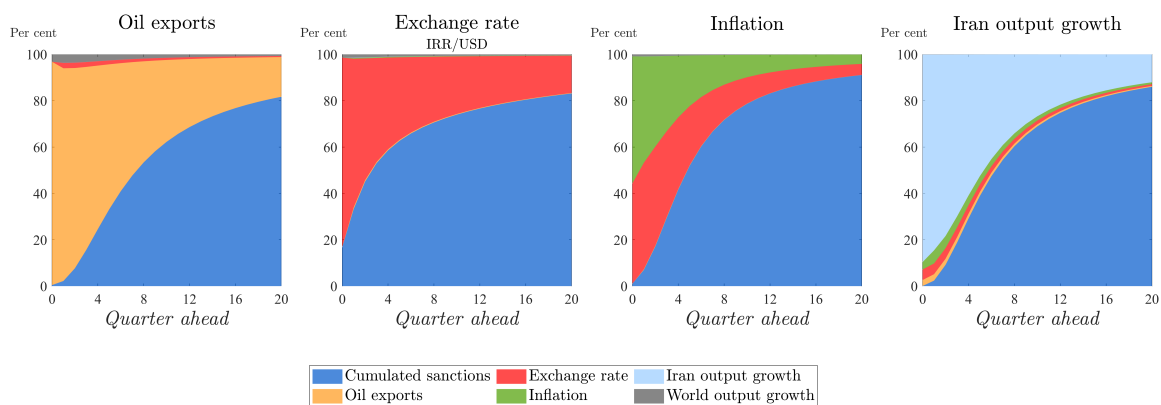 Oil exports
Per cent
100
80
60
40
20
0
0 4 8 12 16 20
Quarter ahead
Exchange rate
IRR/USD
Per cent
100
80
60
40
20
0
0 4 8 12 16 20
Quarter ahead
Inflation
Per cent
100
80
60
40
20
0
0 4 8 12 16 20
Quarter ahead
Iran output growth
Per cent
100
80
60
40
20
0
0 4 8 12 16 20
Quarter ahead
Cumulated sanctions Exchange rate Iran output growth
Oil exports Inflation World output growth